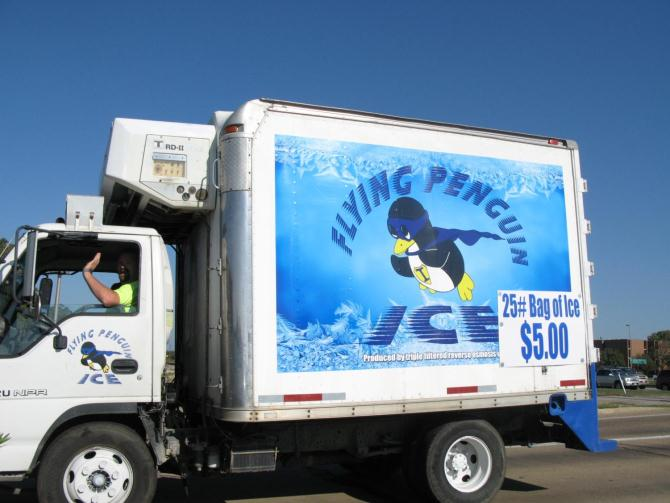 T RD-II
FLYING PENGUIN
ICE
Produced by triple filtered reverse osmosis
25# Bag of Ice
$5.00
FLYING PENGUIN
ICE
NPR